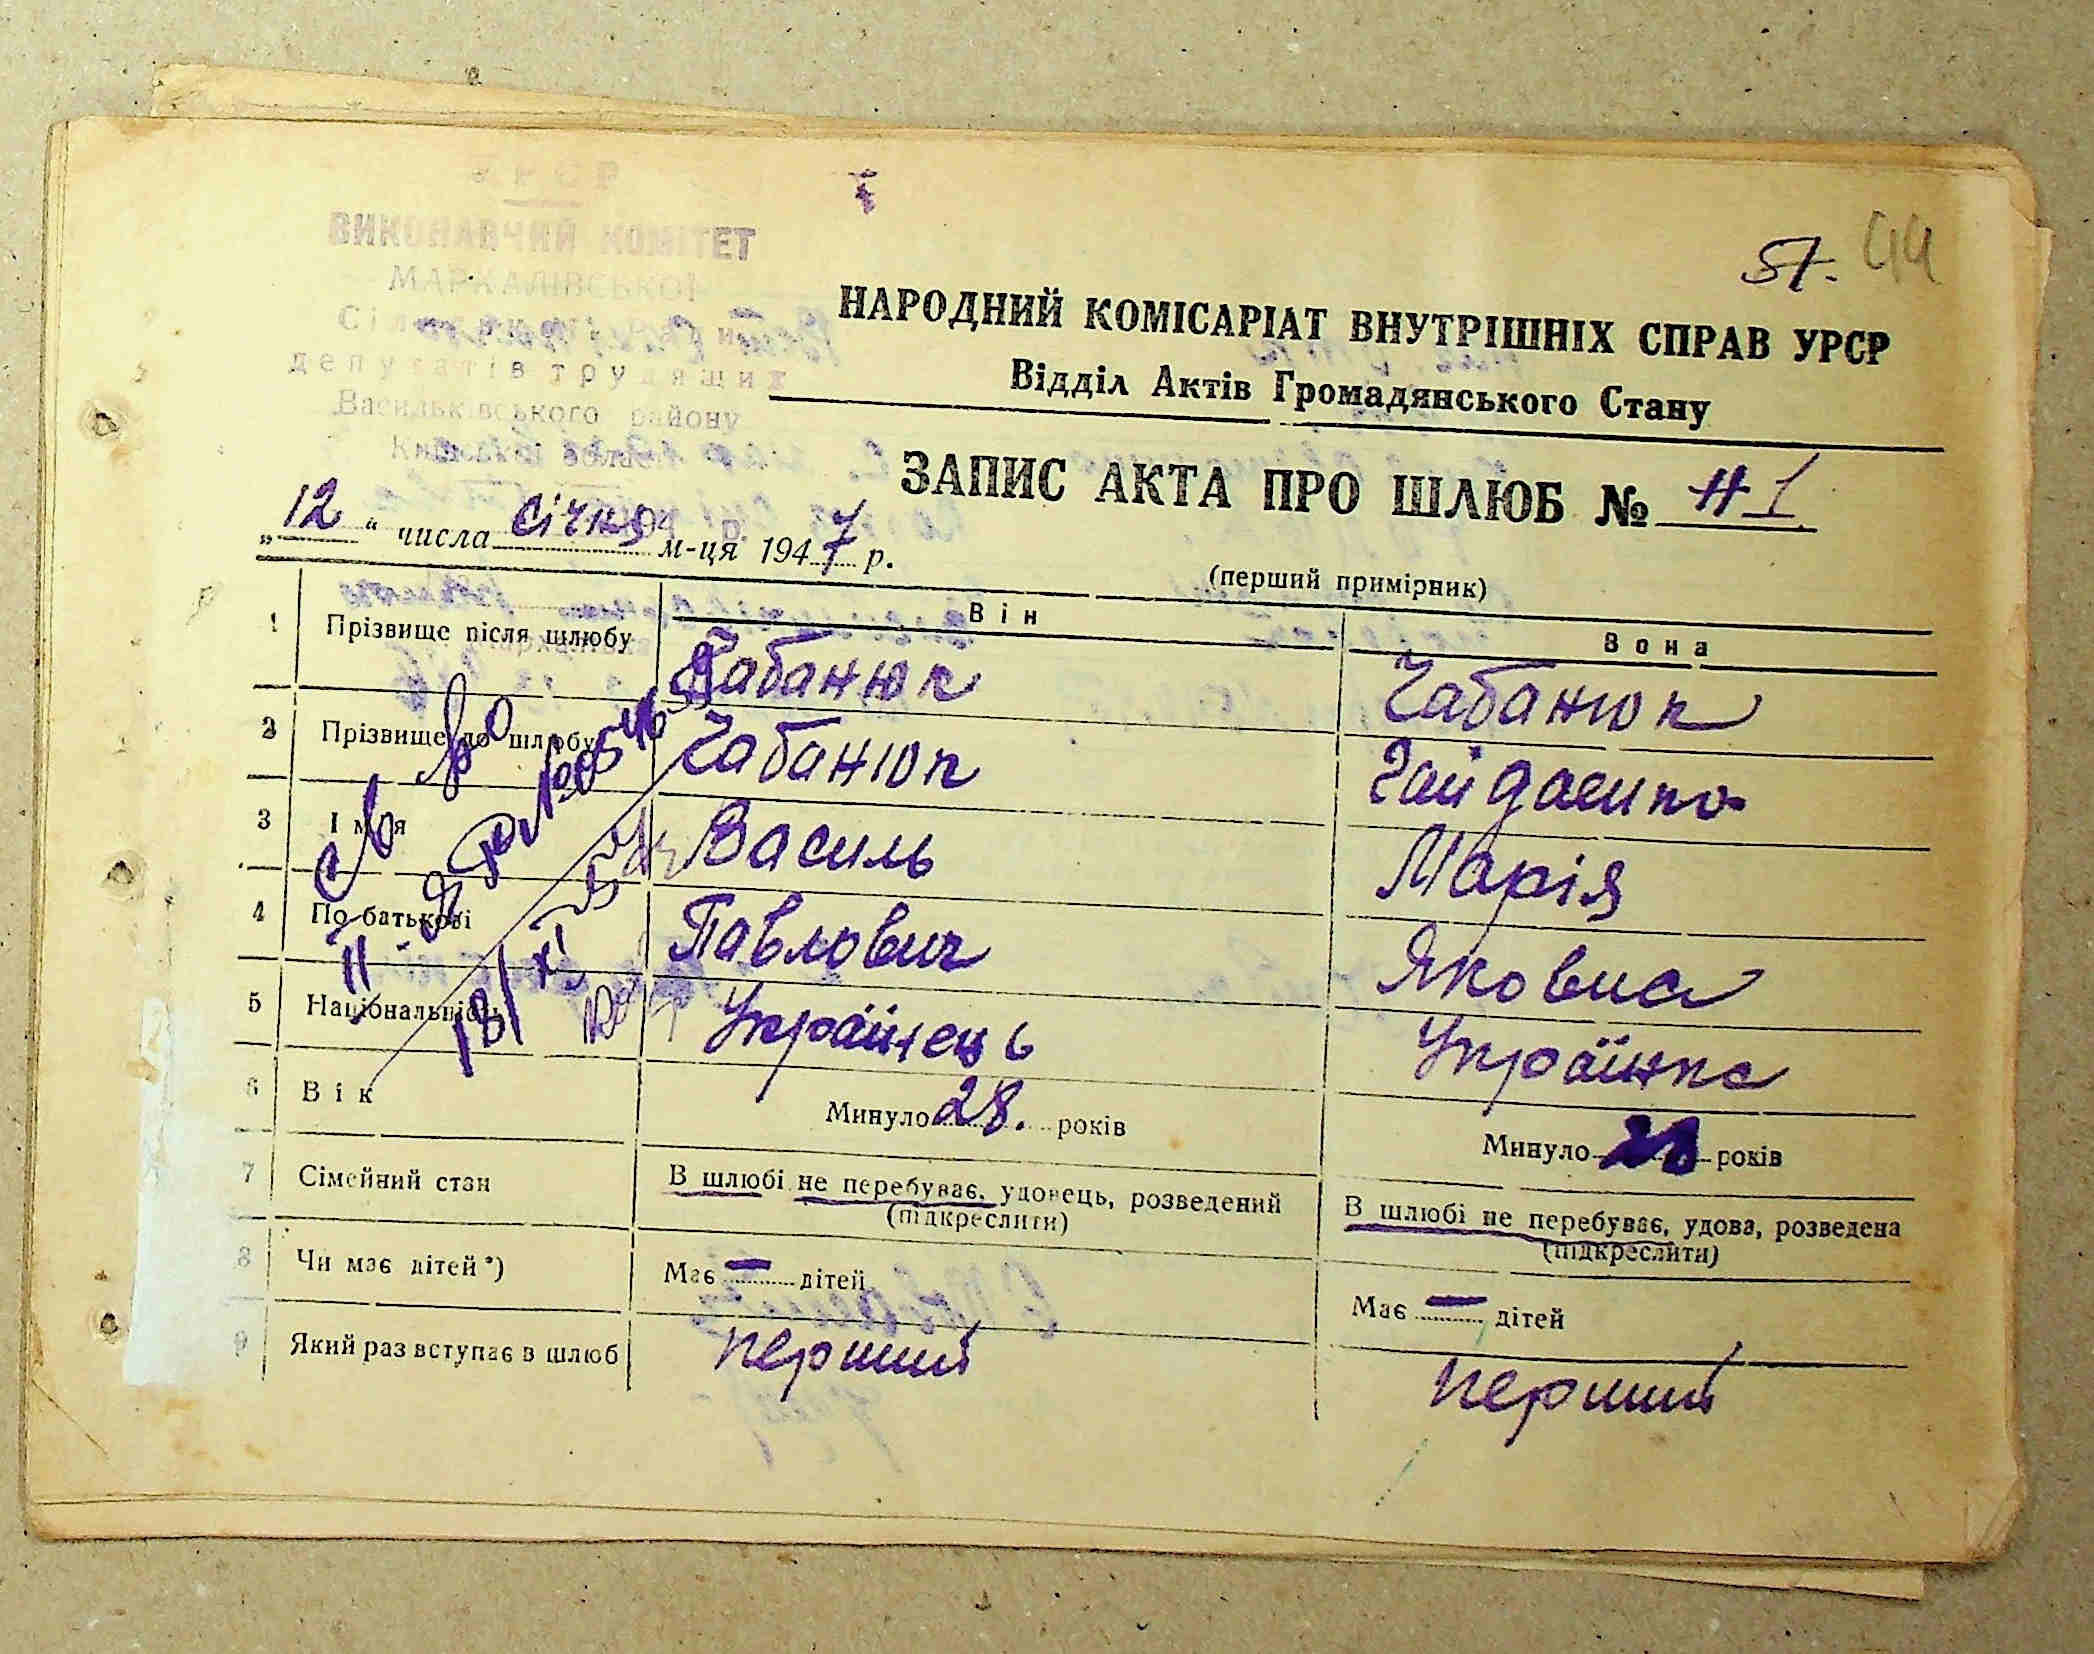 УРСР
ВИКОНАВЧИЙ КОМІТЕТ
МАРХАЛІВСЬКОЇ
депутатів трудящих
Васильківського району
Київської області
57. 44
НАРОДНИЙ КОМІСАРІАТ ВНУТРІШНІХ СПРАВ УРСР
Відділ Актів Громадянського Стану
ЗАПИС АКТА ПРО ШЛЮБ № # 1
„12“ числа січня м-ця 1947 р.
(перший примірник)
Він Вона
1 Прізвище після шлюбу Чабанюк Чабанюк
2 Прізвище до шлюбу Чабанюк
3 Ім'я Василь Марія
4 По батькові Павлович Яковна
5 Національність Українець Українка
6 Вік Минуло 28. років Минуло років
7 Сімейний стан В шлюбі не перебуває, удовець, розведений В шлюбі не перебуває, удова, розведена
(підкреслити) (підкреслити)
8 Чи має дітей*) Має — дітей Має — дітей
9 Який раз вступає в шлюб перший перший